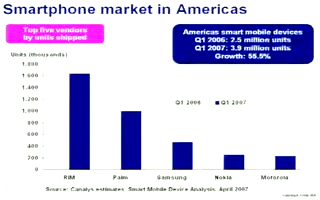 Smartphone market in Americas
Top five vendors
by units shipped
Americas smart mobile devices
Q1 2006: 2.5 million units
Q1 2007: 3.9 million units
Growth: 55.5%
Units (thousands)
1,800
1,600
1,400
1,200
1,000
800
600
400
200
0
Q1 2006
Q1 2007
RIM
Palm
Samsung
Nokia
Motorola
Source: Canalys estimates, Smart Mobile Device Analysis, April 2007